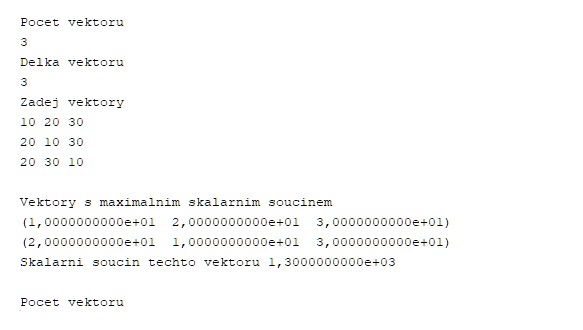 Pocet vektoru
3
Delka vektoru
3
Zadej vektory
10 20 30
20 10 30
20 30 10
Vektory s maximalnim skalarnim soucinem
(1,0000000000e+01  2,0000000000e+01  3,0000000000e+01)
(2,0000000000e+01  1,0000000000e+01  3,0000000000e+01)
Skalarni soucin techto vektoru 1,3000000000e+03
Pocet vektoru